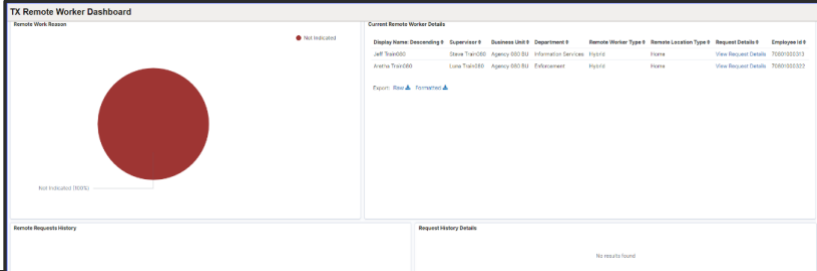 TX Remote Worker Dashboard
Remote Work Reason
Not Indicated
Not Indicated (100%)
Current Remote Worker Details
Display Name: Descending Supervisor Business Unit Department Remote Worker Type Remote Location Type Request Details Employee Id
Jeff Train080 Steve Train080 Agency 080 BU Information Services Hybrid Home View Request Details
Aretha Train080 Luna Train080 Agency 080 BU Enforcement Hybrid Home View Request Details
Export: Raw Formatted
Remote Requests History
Request History Details
No results found